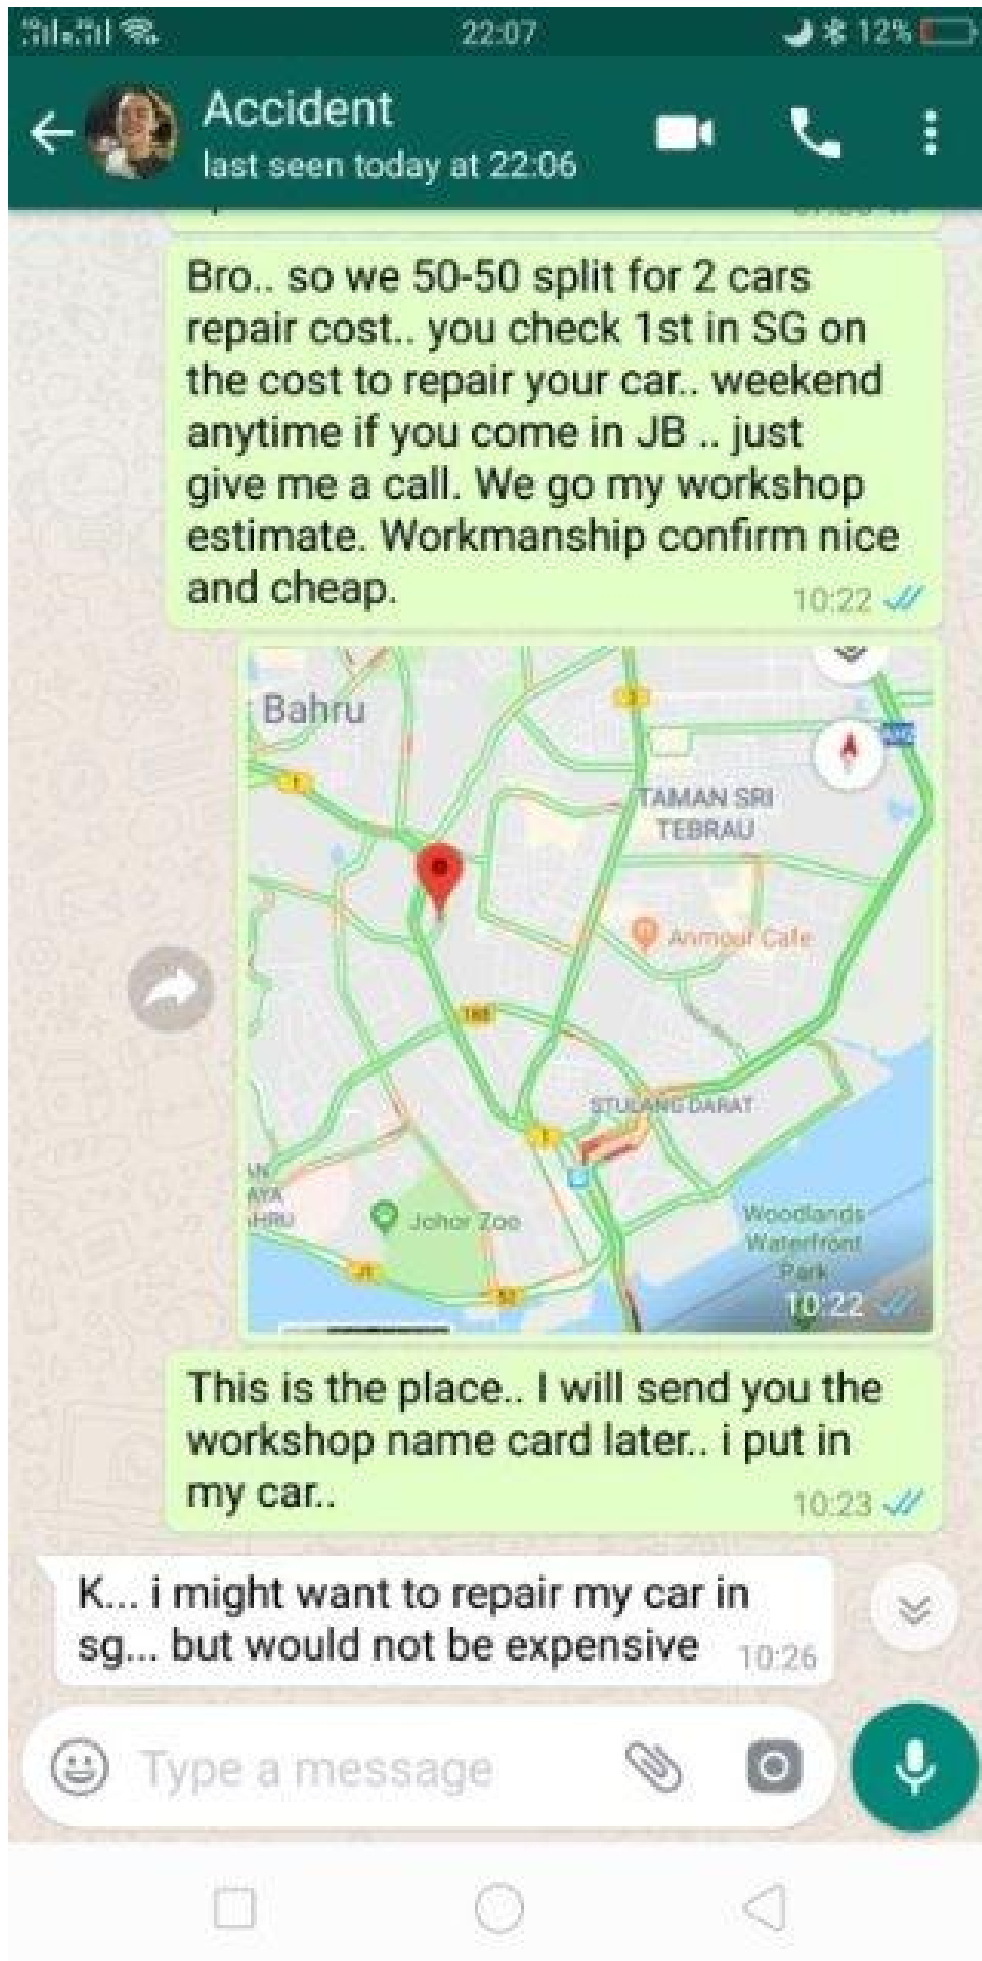 22:07
12%
Accident
last seen today at 22:06
Bro.. so we 50-50 split for 2 cars
repair cost.. you check 1st in SG on
the cost to repair your car.. weekend
anytime if you come in JB .. just
give me a call. We go my workshop
estimate. Workmanship confirm nice
and cheap.
10:22
Bahru
3
1
TAMAN SRI
TEBRAU
Anmour Cafe
188
STULANG DARAT
1
Johor Zoo
Woodlands
Waterfront
Park
10:22
This is the place.. I will send you the
workshop name card later.. i put in
my car..
10:23
K... i might want to repair my car in
sg... but would not be expensive
10:26
Type a message